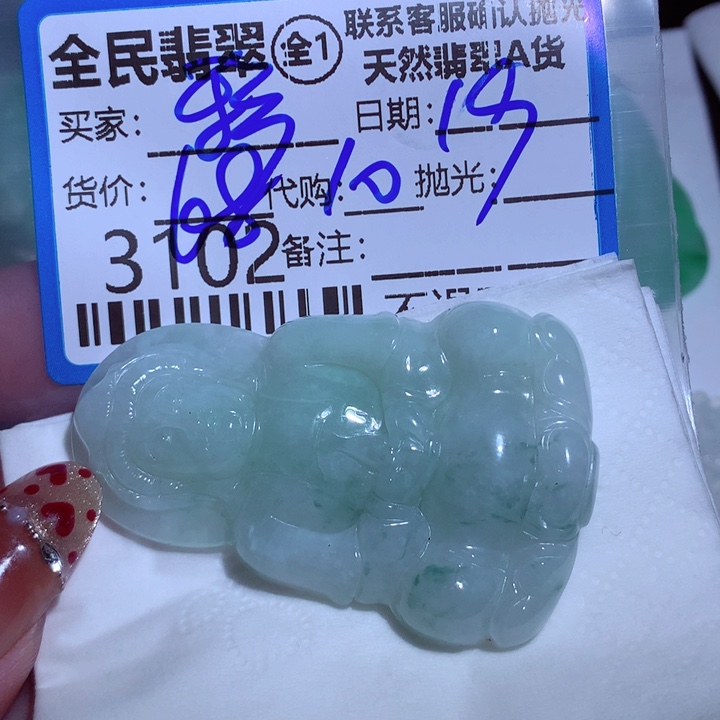 全民翡翠 全1 联系客服确认抛光
天然翡翠A货
买家: 日期:
货价: 68 代购: 10 抛光:
3102 备注: